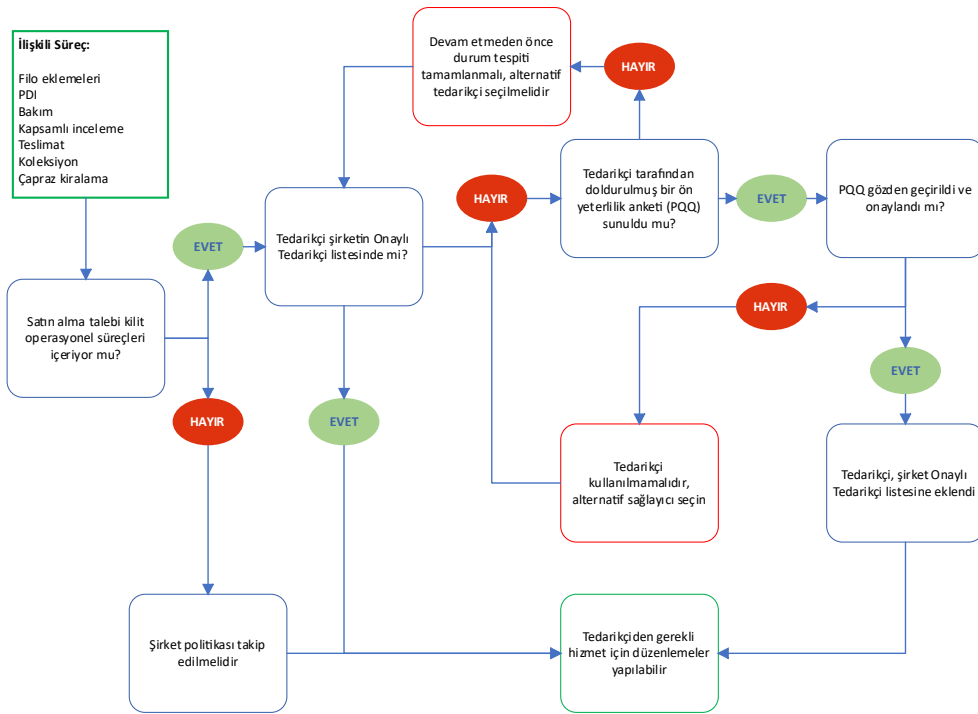 İlişkili Süreç:
Filo eklemeleri
PDI
Bakım
Kapsamlı inceleme
Teslimat
Koleksiyon
Çapraz kiralama
Satın alma talebi kilit
operasyonel süreçleri
içeriyor mu?
EVET
HAYIR
Şirket politikası takip
edilmelidir
Tedarikçi şirketin Onaylı
Tedarikçi listesinde mi?
EVET
HAYIR
Devam etmeden önce
durum tespiti
tamamlanmalı, alternatif
tedarikçi seçilmelidir
HAYIR
Tedarikçi tarafından
doldurulmuş bir ön
yeterlilik anketi (PQQ)
sunuldu mu?
EVET
PQQ gözden geçirildi ve
onaylandı mı?
HAYIR
EVET
Tedarikçi
kullanılmamalıdır,
alternatif sağlayıcı seçin
Tedarikçi, şirket Onaylı
Tedarikçi listesine eklendi
Tedarikçiden gerekli
hizmet için düzenlemeler
yapılabilir